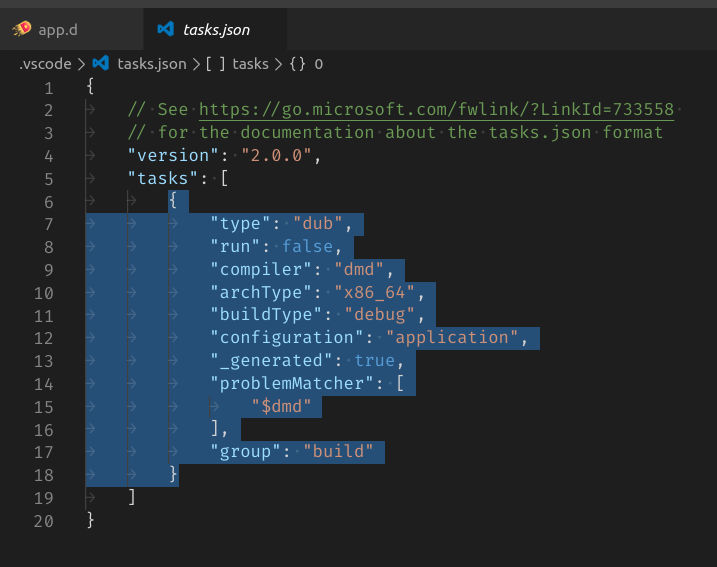 app.d
tasks.json
.vscode > tasks.json > [ ] tasks > {} 0
1 {
2 // See https://go.microsoft.com/fwlink/?LinkId=733558
3 // for the documentation about the tasks.json format
4 "version": "2.0.0",
5 "tasks": [
6 {
7 "type": "dub",
8 "run": false,
9 "compiler": "dmd",
10 "archType": "x86_64",
11 "buildType": "debug",
12 "configuration": "application",
13 "_generated": true,
14 "problemMatcher": [
15 "$dmd"
16 ],
17 "group": "build"
18 }
19 ]
20 }